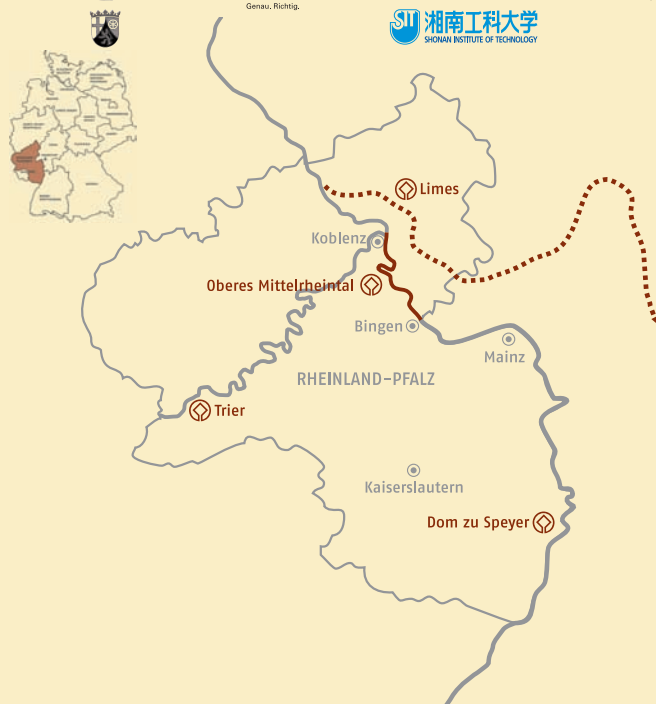 Genau. Richtig.
湘南工科大学
SHONAN INSTITUTE OF TECHNOLOGY
SIT
Limes
Koblenz
Oberes Mittelrheintal
Bingen
Mainz
RHEINLAND-PFALZ
Trier
Kaiserslautern
Dom zu Speyer